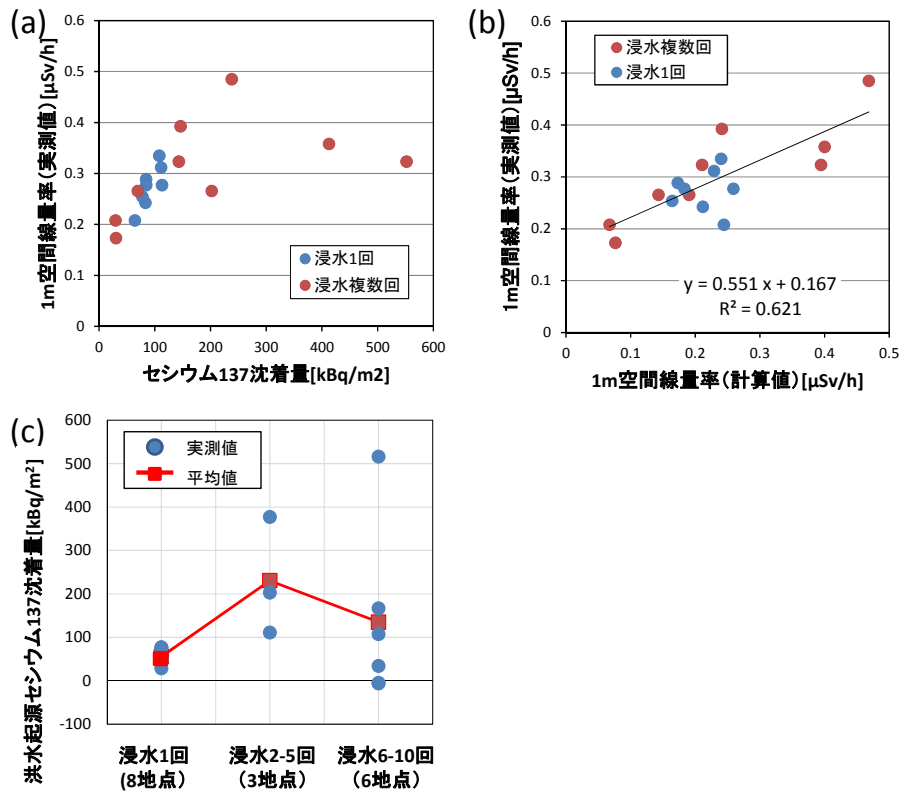 (a)
1m空間線量率(実測値)[μSv/h]
0.6
0.5
0.4
0.3
0.2
0.1
0
浸水1回
浸水複数回
0
100
200
300
400
500
600
セシウム137沈着量[kBq/m2]
(b)
1m空間線量率(実測値)[μSv/h]
0.6
0.5
0.4
0.3
0.2
0.1
0
浸水複数回
浸水1回
y = 0.551 x + 0.167
R² = 0.621
0
0.1
0.2
0.3
0.4
0.5
1m空間線量率(計算値)[μSv/h]
(c)
洪水起源セシウム137沈着量[kBq/m²]
600
500
400
300
200
100
0
-100
実測値
平均値
浸水1回
(8地点)
浸水2-5回
(3地点)
浸水6-10回
(6地点)